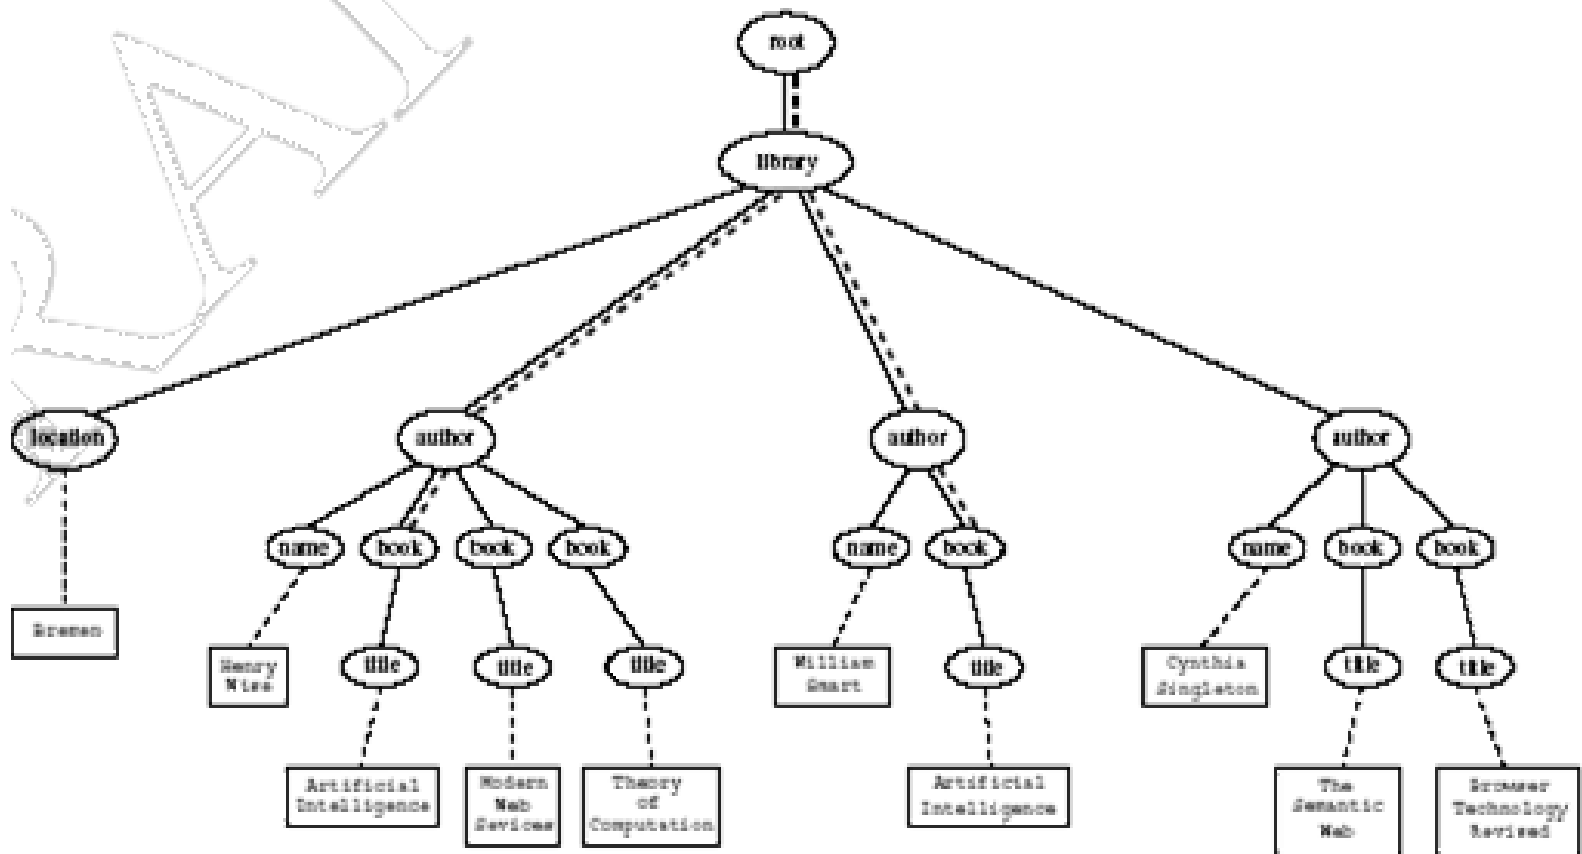 root
library
location
author
author
author
name
book
book
book
name
book
name
book
book
Bremen
Henry
Wise
title
title
title
William
Smart
title
Cynthia
Singleton
title
title
Artificial
Intelligence
Modern
Web
Sevices
Theory
of
Computation
Artificial
Intelligence
The
Semantic
Web
Browser
Technology
Revised